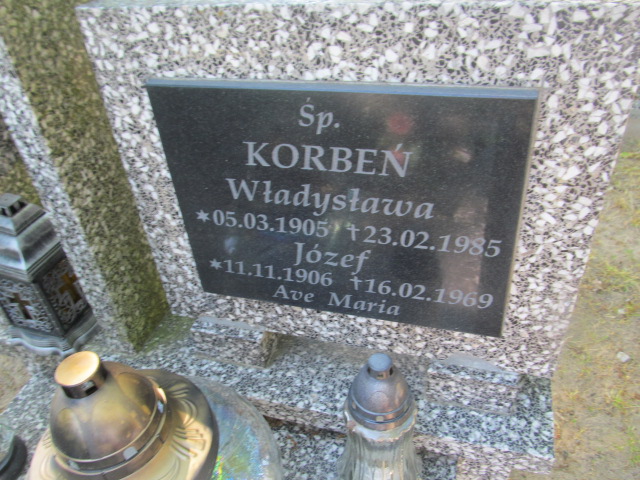 Śp.
KORBEŃ
Władysława
*05.03.1905 †23.02.1985
Józef
*11.11.1906 †16.02.1969
Ave Maria